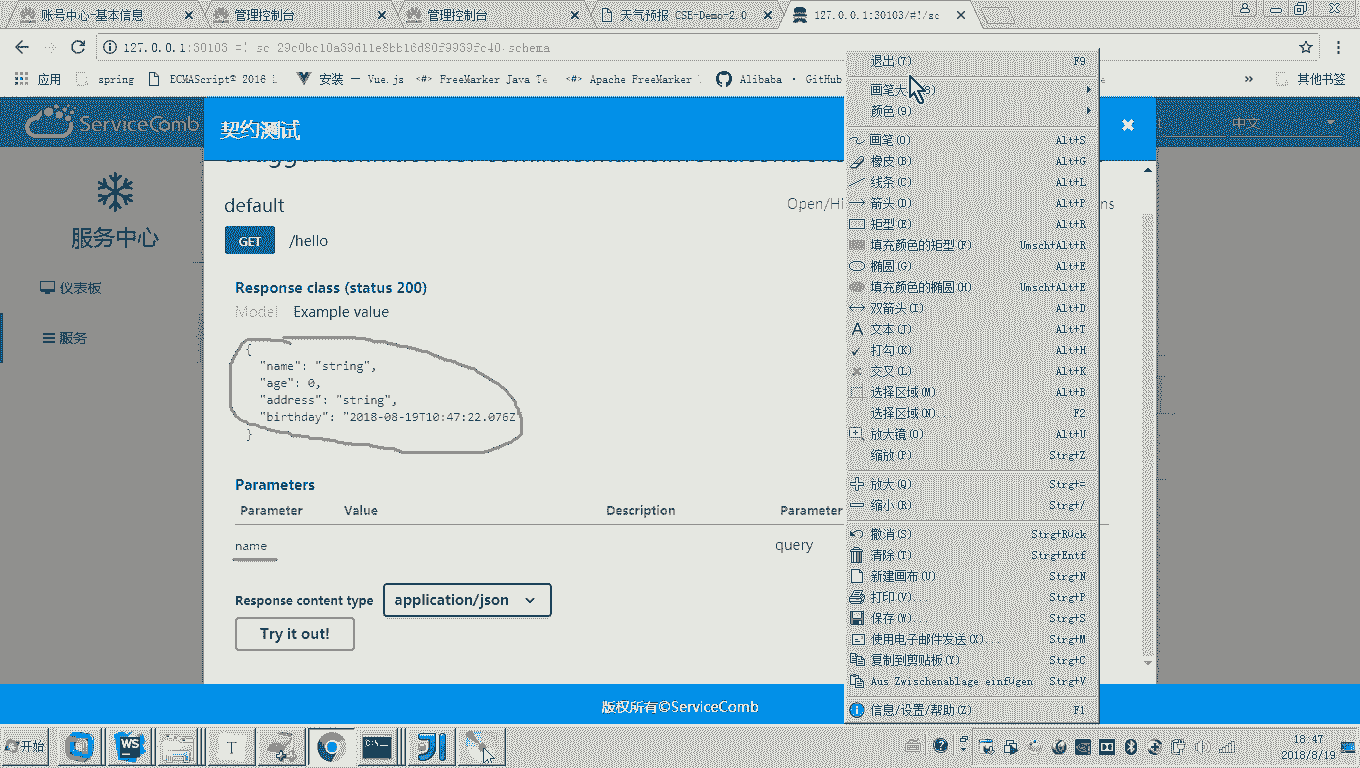 账号中心-基本信息
管理控制台
管理控制台
天气预报 CSE-Demo-2.0
127.0.0.1:30103/#!/sc
应用
spring
ECMAScript® 2016 L
安装 — Vue.js
FreeMarker Java Te
Apache FreeMarker
Alibaba · GitHub
其他书签
ServiceComb
契约测试
中文
服务中心
仪表板
服务
default
Open/Hi
ns
GET /hello
Response class (status 200)
Model Example value
{
"name": "string",
"age": 0,
"address": "string",
"birthday": "2018-08-19T10:47:22.076Z
}
Parameters
Parameter Value Description Parameter
name query
Response content type application/json
Try it out!
版权所有©ServiceComb
退出(7) F9
画笔大
颜色(9)
画笔(0) Alt+S
橡皮(B) Alt+G
线条(C) Alt+L
箭头(D) Alt+P
矩型(E) Alt+R
填充颜色的矩型(F) Umsch+Alt+R
椭圆(G) Alt+E
填充颜色的椭圆(H) Umsch+Alt+E
双箭头(I) Alt+D
文本(J) Alt+T
打勾(K) Alt+H
交叉(L) Alt+K
选择区域(M) Alt+B
选择区域(N)... F2
放大镜(O) Alt+U
缩放(P) Strg+Z
放大(Q) Strg+=
缩小(R) Strg+/
撤消(S) Strg+Rück
清除(T) Strg+Entf
新建画布(U) Strg+N
打印(V)... Strg+P
保存(W)... Strg+S
使用电子邮件发送(X)... Strg+M
复制到剪贴板(Y) Strg+C
Aus Zwischenablage einfügen Strg+V
信息/设置/帮助(Z) F1
开始
WS
T
18:47
2018/8/19